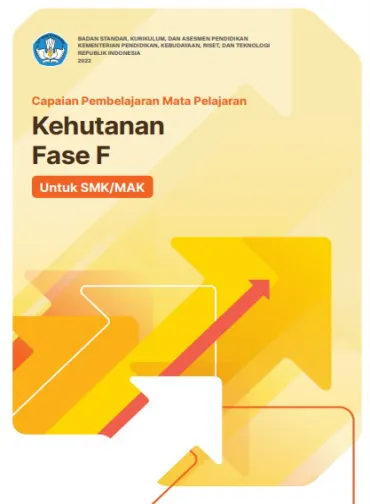 BADAN STANDAR, KURIKULUM, DAN ASESMEN PENDIDIKAN
KEMENTERIAN PENDIDIKAN, KEBUDAYAAN, RISET, DAN TEKNOLOGI
REPUBLIK INDONESIA
2022
Capaian Pembelajaran Mata Pelajaran
Kehutanan
Fase F
Untuk SMK/MAK